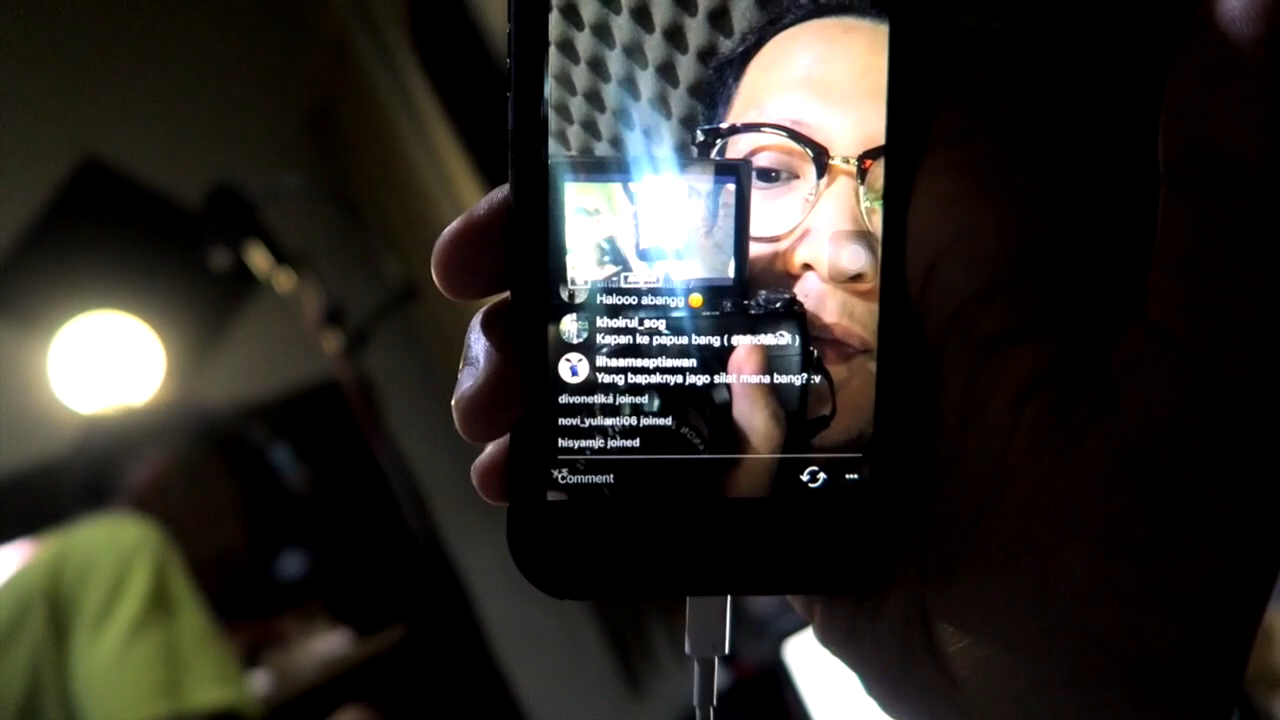 Halooo abangg
khoirul_sog
Kapan ke papua bang (
ilhaamseptiawan
Yang bapaknya jago silat mana bang? :v
divonetika joined
novi_yulianti06 joined
hisyamjc joined
Comment